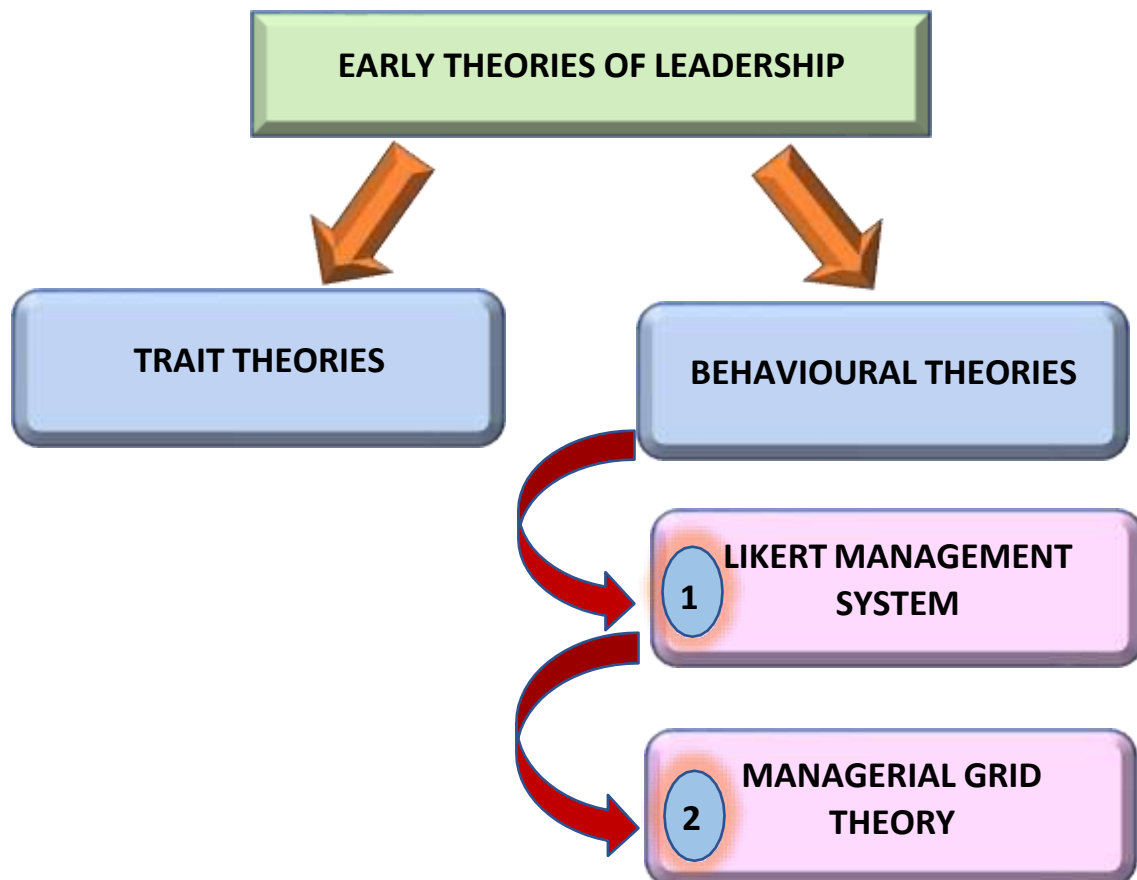 EARLY THEORIES OF LEADERSHIP
TRAIT THEORIES
BEHAVIOURAL THEORIES
1
LIKERT MANAGEMENT
SYSTEM
2
MANAGERIAL GRID
THEORY